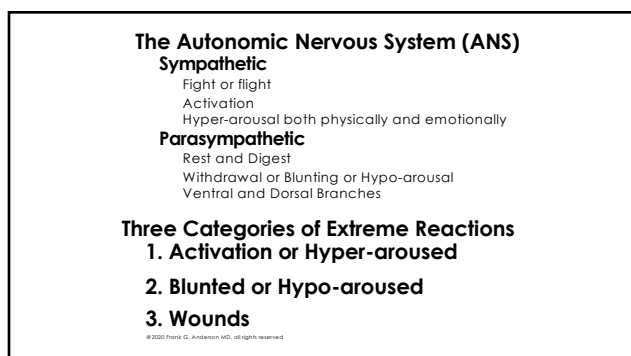 The Autonomic Nervous System (ANS)
Sympathetic
Fight or flight
Activation
Hyper-arousal both physically and emotionally
Parasympathetic
Rest and Digest
Withdrawal or Blunting or Hypo-arousal
Ventral and Dorsal Branches
Three Categories of Extreme Reactions
1. Activation or Hyper-aroused
2. Blunted or Hypo-aroused
3. Wounds
©2020 Frank G. Anderson MD, all rights reserved